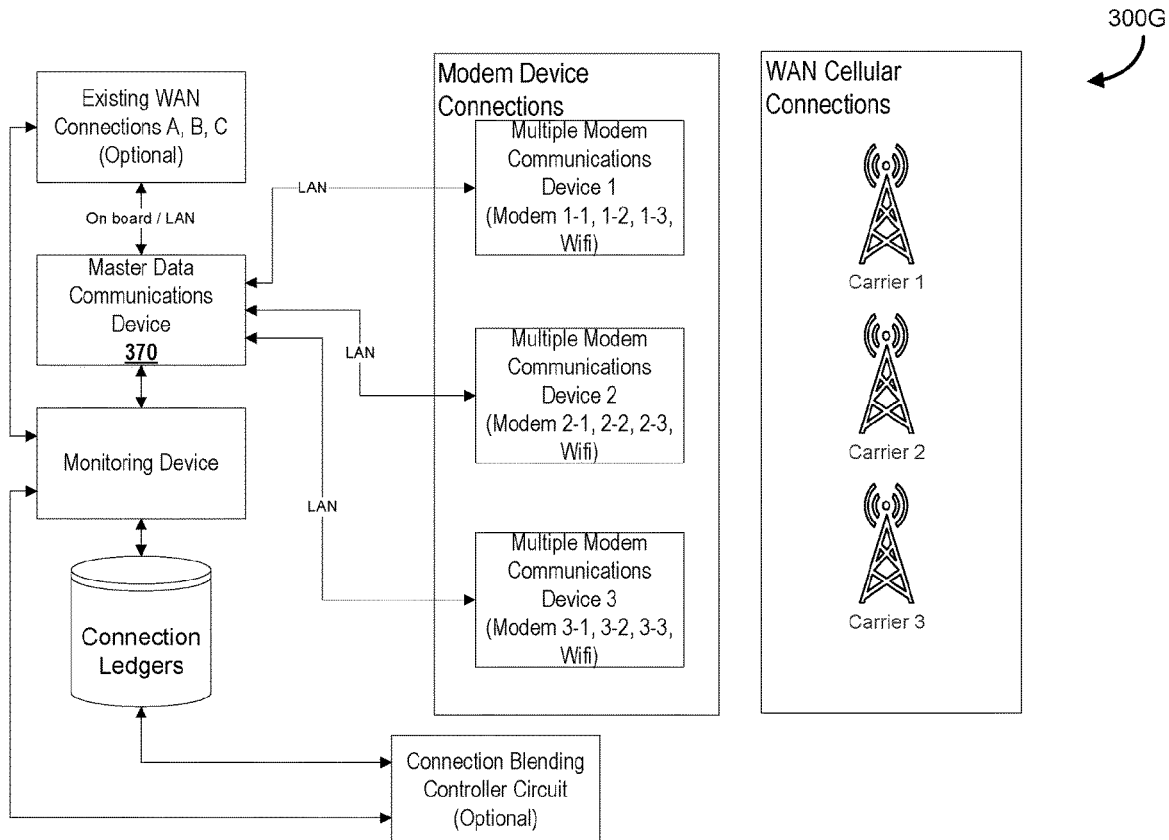 300G
Existing WAN
Connections A, B, C
(Optional)
On board / LAN
Master Data
Communications
Device
370
Monitoring Device
Connection
Ledgers
Connection Blending
Controller Circuit
(Optional)
LAN
LAN
LAN
Modem Device
Connections
Multiple Modem
Communications
Device 1
(Modem 1-1, 1-2, 1-3,
Wifi)
Multiple Modem
Communications
Device 2
(Modem 2-1, 2-2, 2-3,
Wifi)
Multiple Modem
Communications
Device 3
(Modem 3-1, 3-2, 3-3,
Wifi)
WAN Cellular
Connections
Carrier 1
Carrier 2
Carrier 3